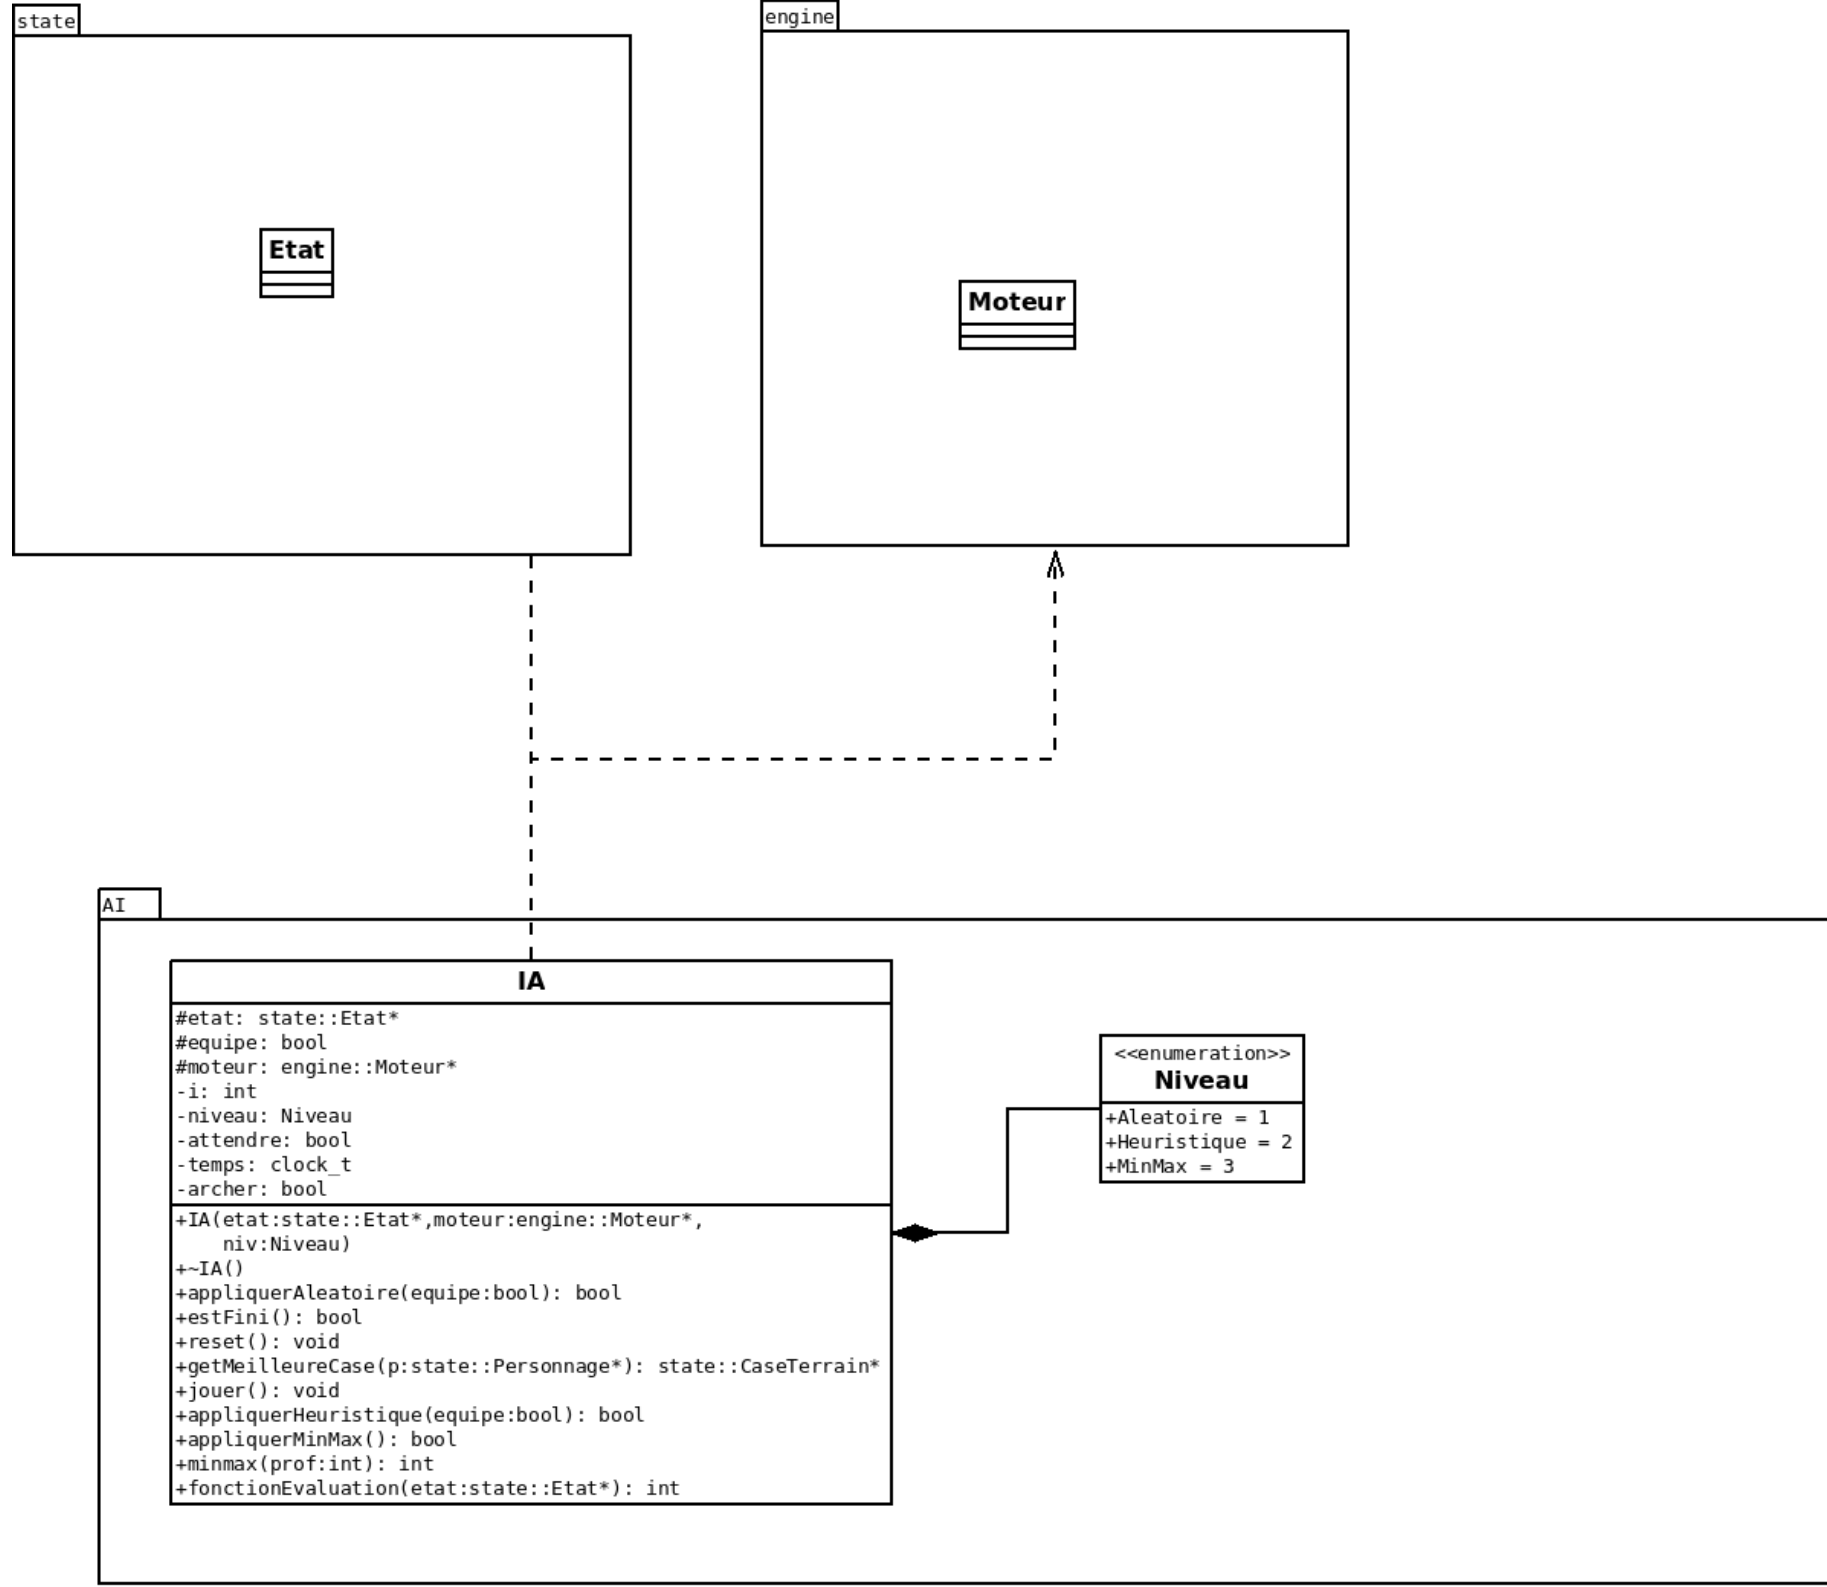 state
engine
Etat
Moteur
AI
IA
#etat: state::Etat*
#equipe: bool
#moteur: engine::Moteur*
-i: int
-niveau: Niveau
-attendre: bool
-temps: clock_t
-archer: bool
+IA(etat:state::Etat*,moteur:engine::Moteur*,
niv:Niveau)
+~IA()
+appliquerAleatoire(equipe:bool): bool
+estFini(): bool
+reset(): void
+getMeilleureCase(p:state::Personnage*): state::CaseTerrain*
+jouer(): void
+appliquerHeuristique(equipe:bool): bool
+appliquerMinMax(): bool
+minmax(prof:int): int
+fonctionEvaluation(etat:state::Etat*): int
<<enumeration>>
Niveau
+Aleatoire = 1
+Heuristique = 2
+MinMax = 3